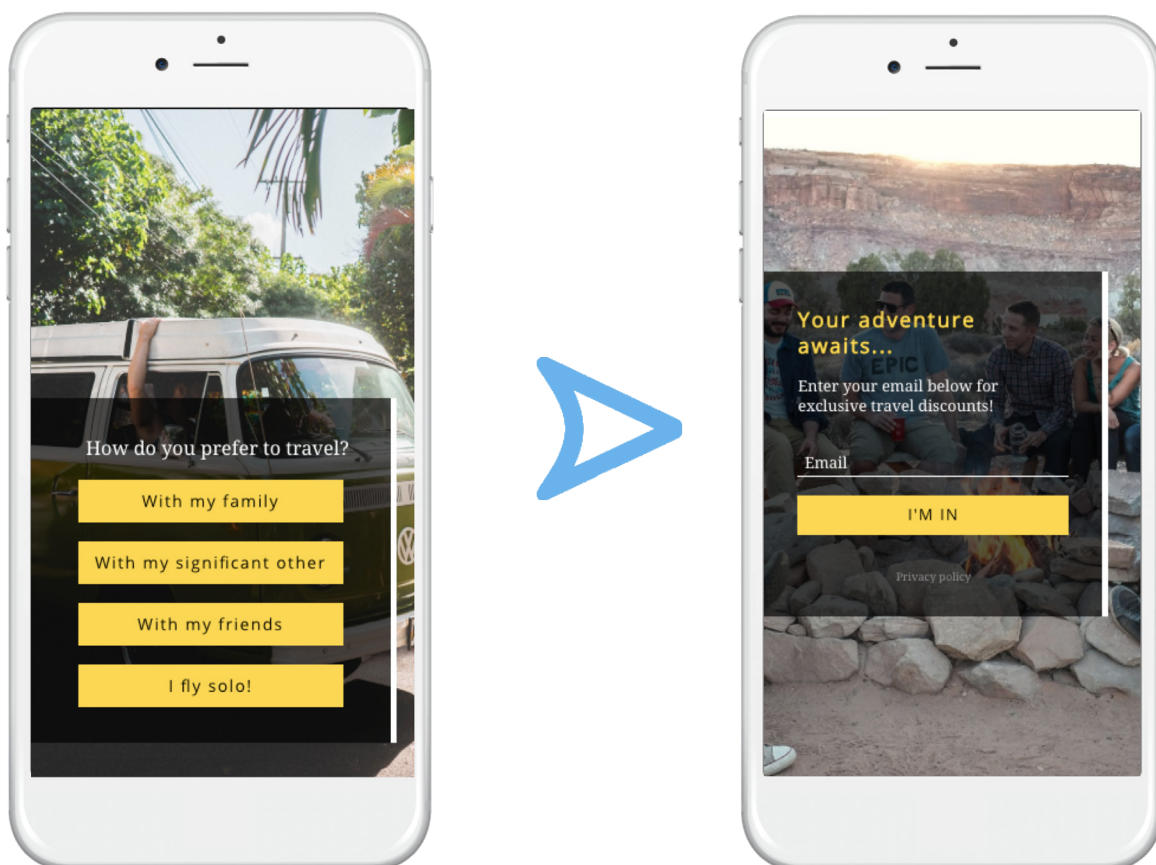 How do you prefer to travel?
With my family
With my significant other
With my friends
I fly solo!
Your adventure
awaits...
EPIC
Enter your email below for
exclusive travel discounts!
Email
I'M IN
Privacy policy